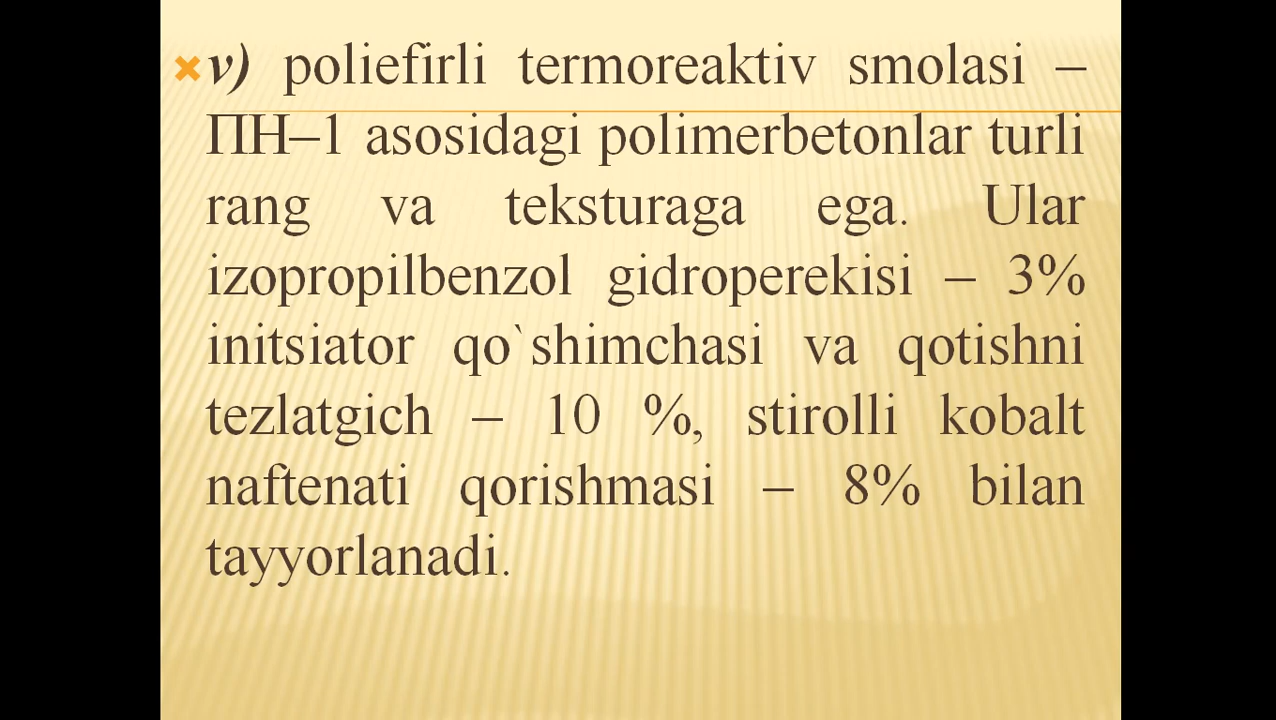 v) poliefirli termoreaktiv smolasi –
ПН–1 asosidagi polimerbetonlar turli
rang va teksturaga ega. Ular
izopropilbenzol gidroperekisi – 3%
initsiator qo`shimchasi va qotishni
tezlatgich – 10 %, stirolli kobalt
naftenati qorishmasi – 8% bilan
tayyorlanadi.